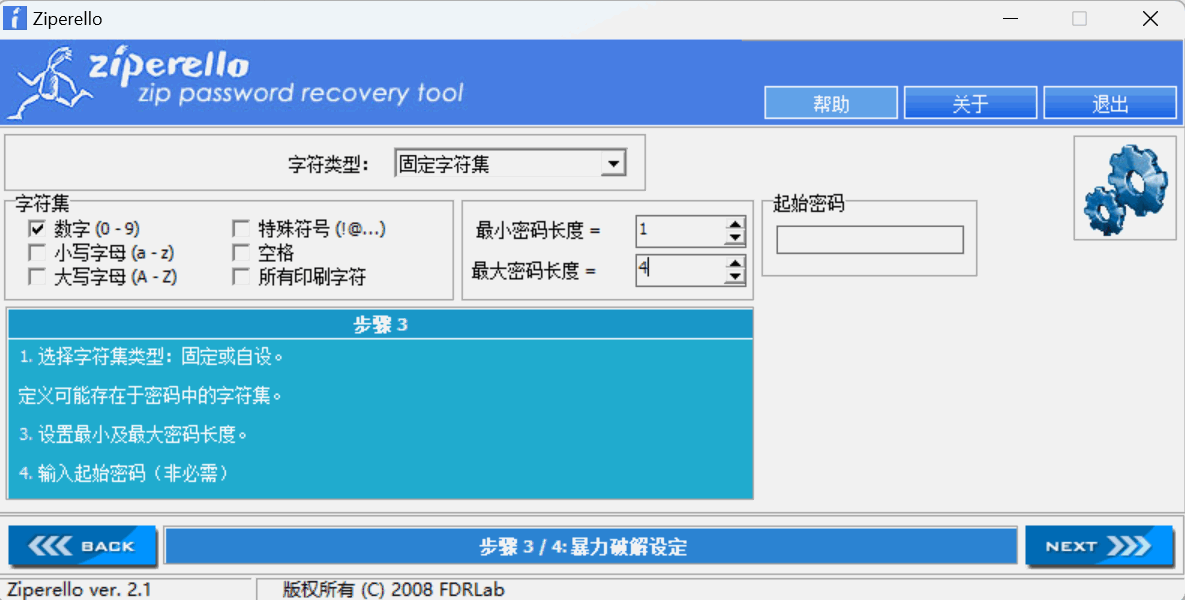 Ziperello
ziperello
zip password recovery tool
帮助 关于 退出
字符类型: 固定字符集
字符集
数字 (0 - 9) 特殊符号 (!@...)
小写字母 (a - z) 空格
大写字母 (A - Z) 所有印刷字符
最小密码长度 = 1
最大密码长度 = 4
起始密码
步骤 3
1. 选择字符集类型：固定或自设。
定义可能存在于密码中的字符集。
3. 设置最小及最大密码长度。
4. 输入起始密码（非必需）
BACK 步骤 3 / 4: 暴力破解设定 NEXT
Ziperello ver. 2.1 版权所有 (C) 2008 FDRLab